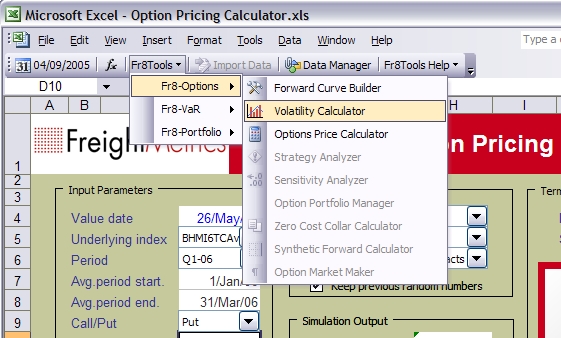 Microsoft Excel - Option Pricing Calculator.xls
File Edit View Insert Format Tools Data Window Help Type a
31 04/09/2005 fx Fr8Tools Import Data Data Manager Fr8Tools Help
D10
Fr8-Options
Fr8-VaR
Fr8-Portfolio
Forward Curve Builder
Volatility Calculator
Options Price Calculator
Strategy Analyzer
Sensitivity Analyzer
Option Portfolio Manager
Zero Cost Collar Calculator
Synthetic Forward Calculator
Option Market Maker
A B H I
1 FreightMetrics on Pricing
2
3 Input Parameters Term
4 Value date 26/May/
5 Underlying index BHMI6TCAv
6 Period Q1-06 acts
7 Avg.period start. 1/Jan/06 Keep previous random numbers
8 Avg.period end. 31/Mar/06
9 Call/Put Put Simulation Output